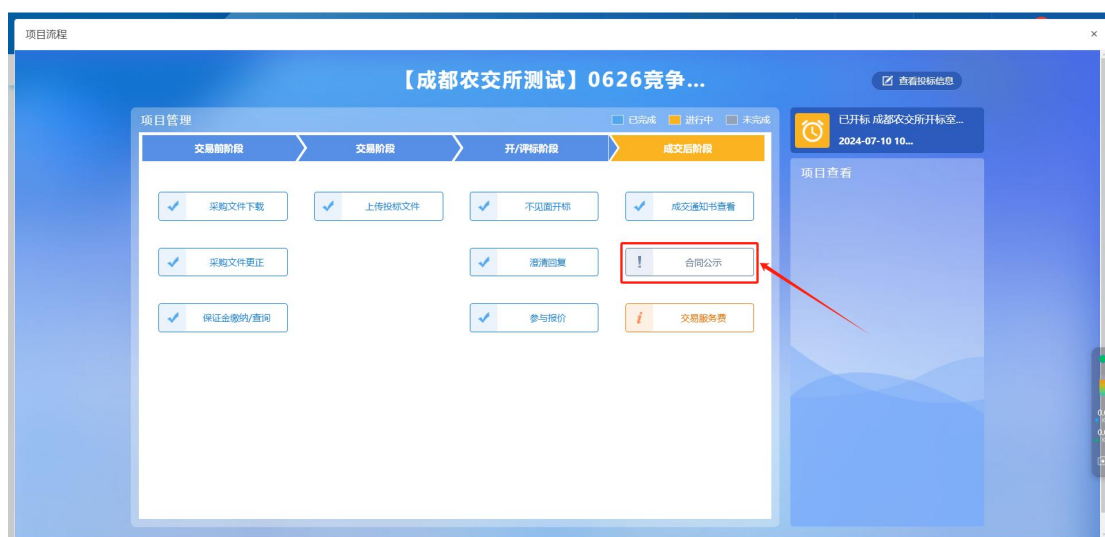 项目流程
×
【成都农交所测试】0626竞争...
查看投标信息
项目管理
已完成 进行中 未完成
交易前阶段 交易阶段 开/评标阶段 成交后阶段
采购文件下载 上传投标文件 不见面开标 成交通知书查看
采购文件更正 澄清回复 ! 合同公示
保证金缴纳/查询 参与报价 i 交易服务费
已开标 成都农交所开标室...
2024-07-10 10...
项目查看